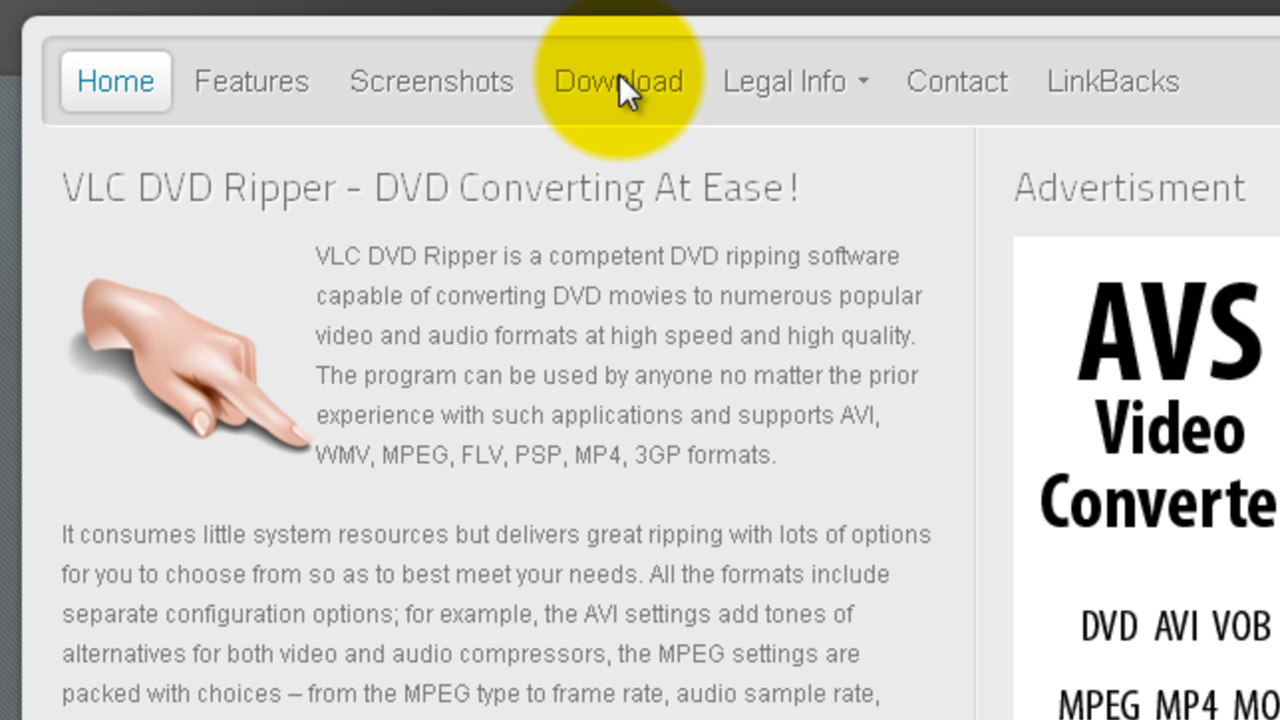 Home Features Screenshots Download Legal Info Contact LinkBacks
VLC DVD Ripper - DVD Converting At Ease!
VLC DVD Ripper is a competent DVD ripping software
capable of converting DVD movies to numerous popular
video and audio formats at high speed and high quality.
The program can be used by anyone no matter the prior
experience with such applications and supports AVI,
WMV, MPEG, FLV, PSP, MP4, 3GP formats.
It consumes little system resources but delivers great ripping with lots of options
for you to choose from so as to best meet your needs. All the formats include
separate configuration options; for example, the AVI settings add tones of
alternatives for both video and audio compressors, the MPEG settings are
packed with choices – from the MPEG type to frame rate, audio sample rate,
Advertisment
AVS
Video
Converte
DVD AVI VOB
MPEG MP4 MO